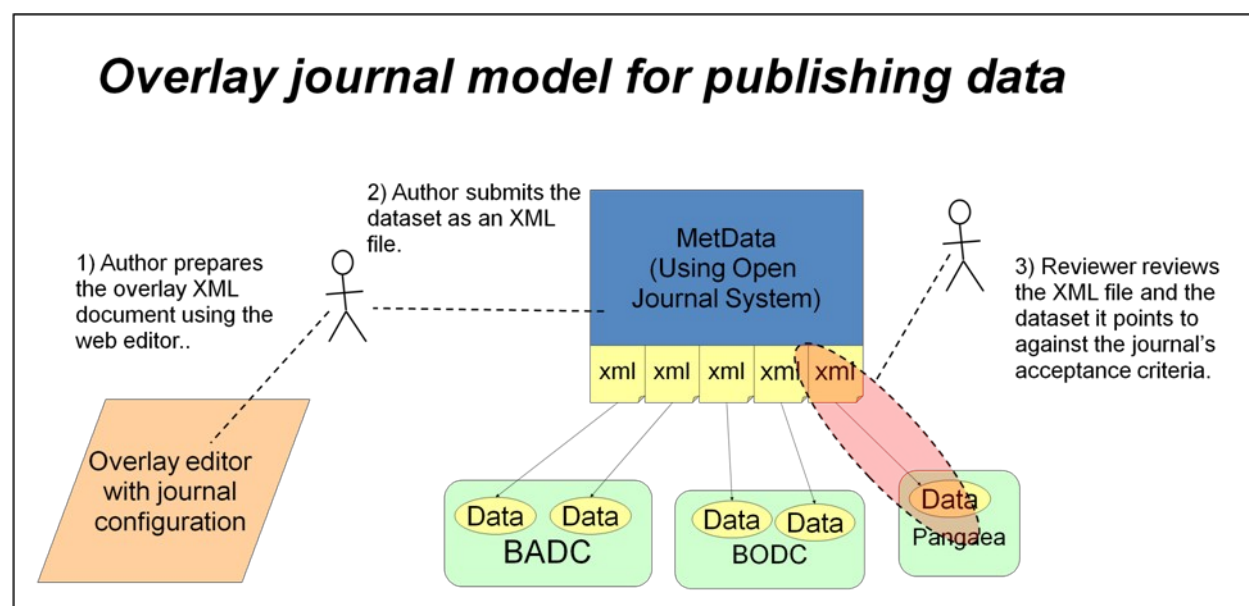 Overlay journal model for publishing data
1) Author prepares
the overlay XML
document using the
web editor..
2) Author submits the
dataset as an XML
file.
MetData
(Using Open
Journal System)
3) Reviewer reviews
the XML file and the
dataset it points to
against the journal's
acceptance criteria.
xml xml xml xml xml
Overlay editor
with journal
configuration
Data Data
BADC
Data Data
BODC
Data
Pangaea